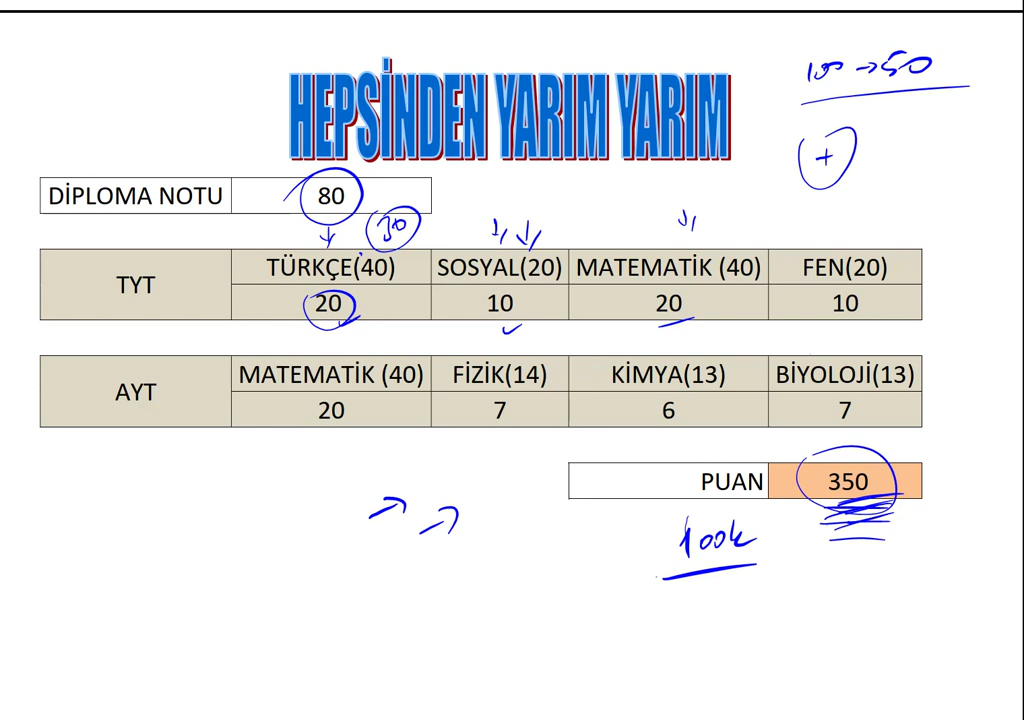 100 → 50
HEPSİNDEN YARIM YARIM
+
DİPLOMA NOTU 80
30
TÜRKÇE(40) SOSYAL(20) MATEMATİK (40) FEN(20)
TYT
20 10 20 10
MATEMATİK (40) FİZİK(14) KİMYA(13) BİYOLOJİ(13)
AYT
20 7 6 7
PUAN 350
100k